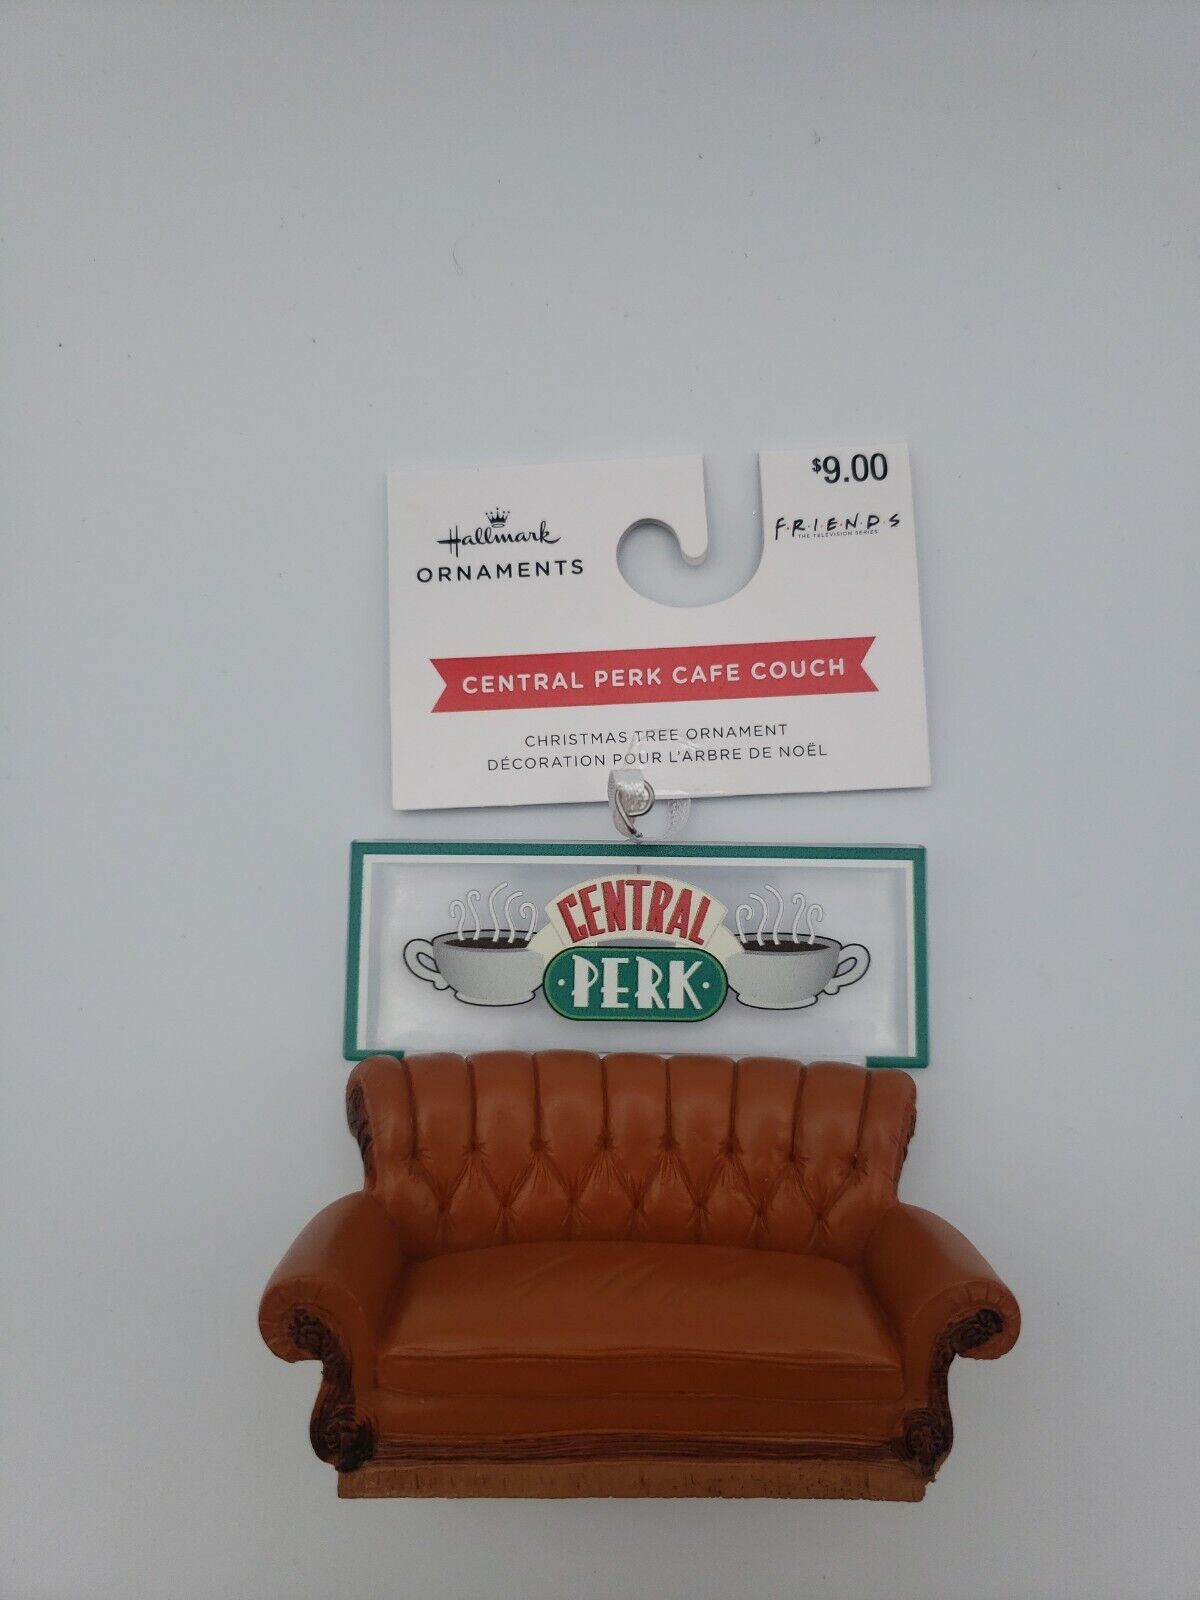 $9.00
Hallmark
ORNAMENTS
F·R·I·E·N·D·S
THE TELEVISION SERIES
CENTRAL PERK CAFE COUCH
CHRISTMAS TREE ORNAMENT
DÉCORATION POUR L'ARBRE DE NOËL
CENTRAL
·PERK·